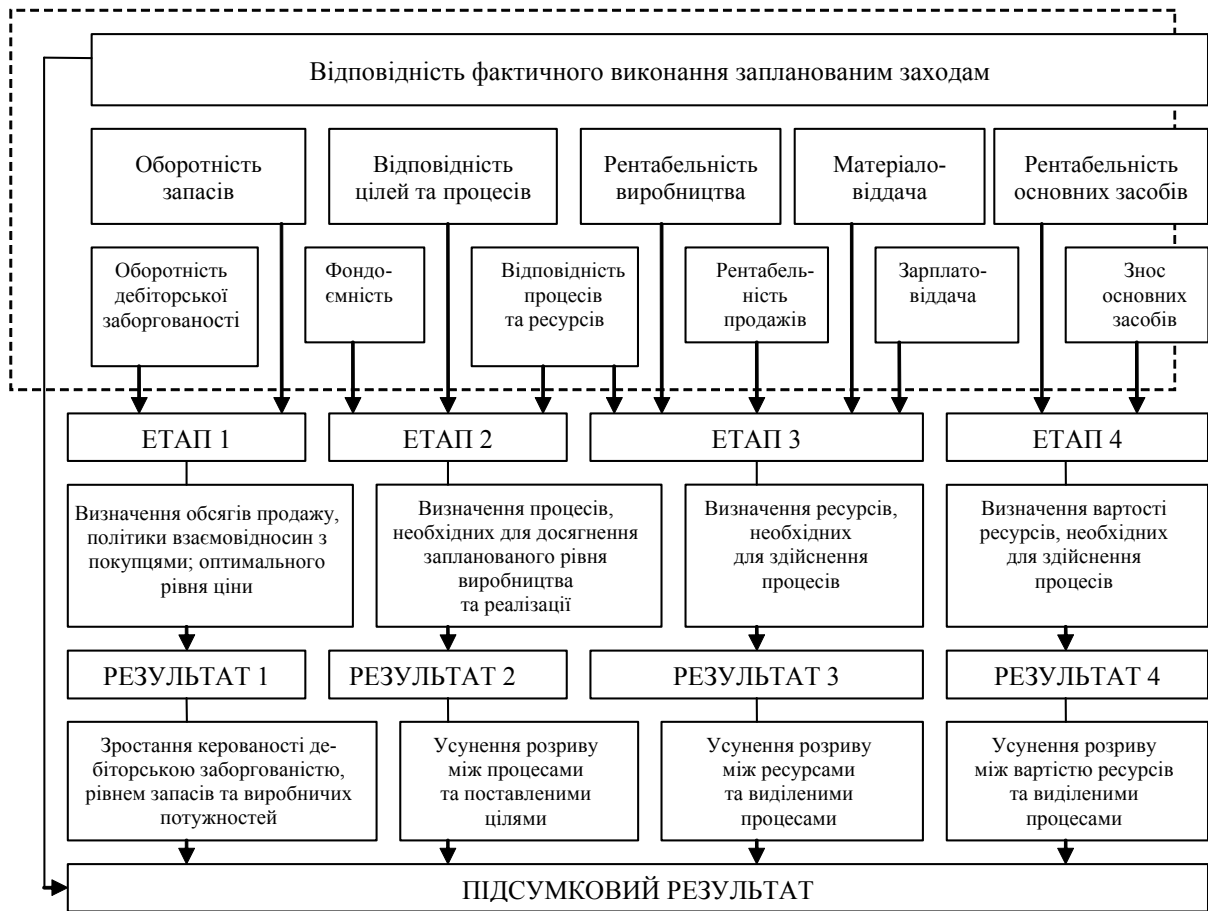 Відповідність фактичного виконання запланованим заходам
Оборотність
запасів
Відповідність
цілей та процесів
Рентабельність
виробництва
Матеріало-
віддача
Рентабельність
основних засобів
Оборотність
дебіторської
заборгованості
Фондо-
ємність
Відповідність
процесів
та ресурсів
Рентабель-
ність
продажів
Зарплато-
віддача
Знос
основних
засобів
ЕТАП 1
ЕТАП 2
ЕТАП 3
ЕТАП 4
Визначення обсягів продажу,
політики взаємовідносин з
покупцями; оптимального
рівня ціни
Визначення процесів,
необхідних для досягнення
запланованого рівня
виробництва
та реалізації
Визначення ресурсів,
необхідних
для здійснення
процесів
Визначення вартості
ресурсів, необхідних
для здійснення
процесів
РЕЗУЛЬТАТ 1
РЕЗУЛЬТАТ 2
РЕЗУЛЬТАТ 3
РЕЗУЛЬТАТ 4
Зростання керованості де-
біторською заборгованістю,
рівнем запасів та виробничих
потужностей
Усунення розриву
між процесами
та поставленими
цілями
Усунення розриву
між ресурсами
та виділеними
процесами
Усунення розриву
між вартістю ресурсів
та виділеними
процесами
ПІДСУМКОВИЙ РЕЗУЛЬТАТ